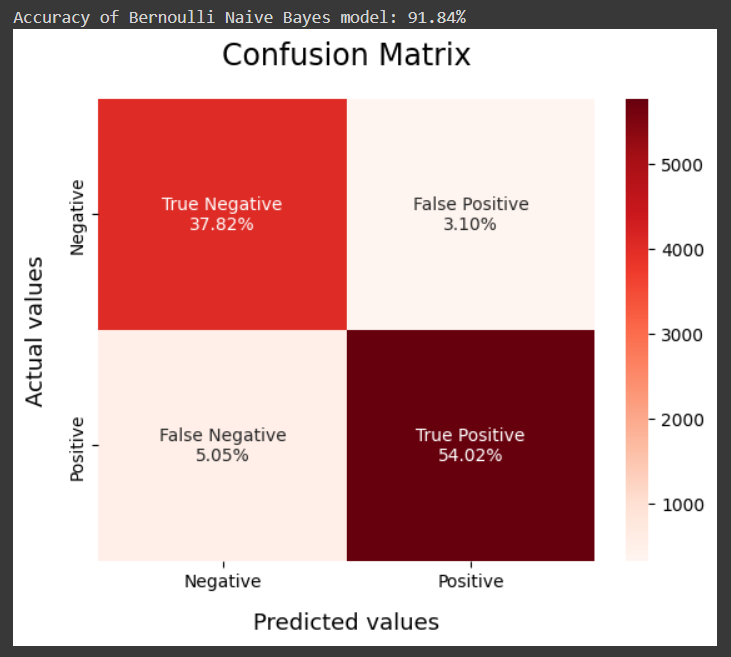 Accuracy of Bernoulli Naive Bayes model: 91.84%
Confusion Matrix
Actual values
Negative
Positive
True Negative
37.82%
False Positive
3.10%
False Negative
5.05%
True Positive
54.02%
Negative
Positive
Predicted values
5000
4000
3000
2000
1000